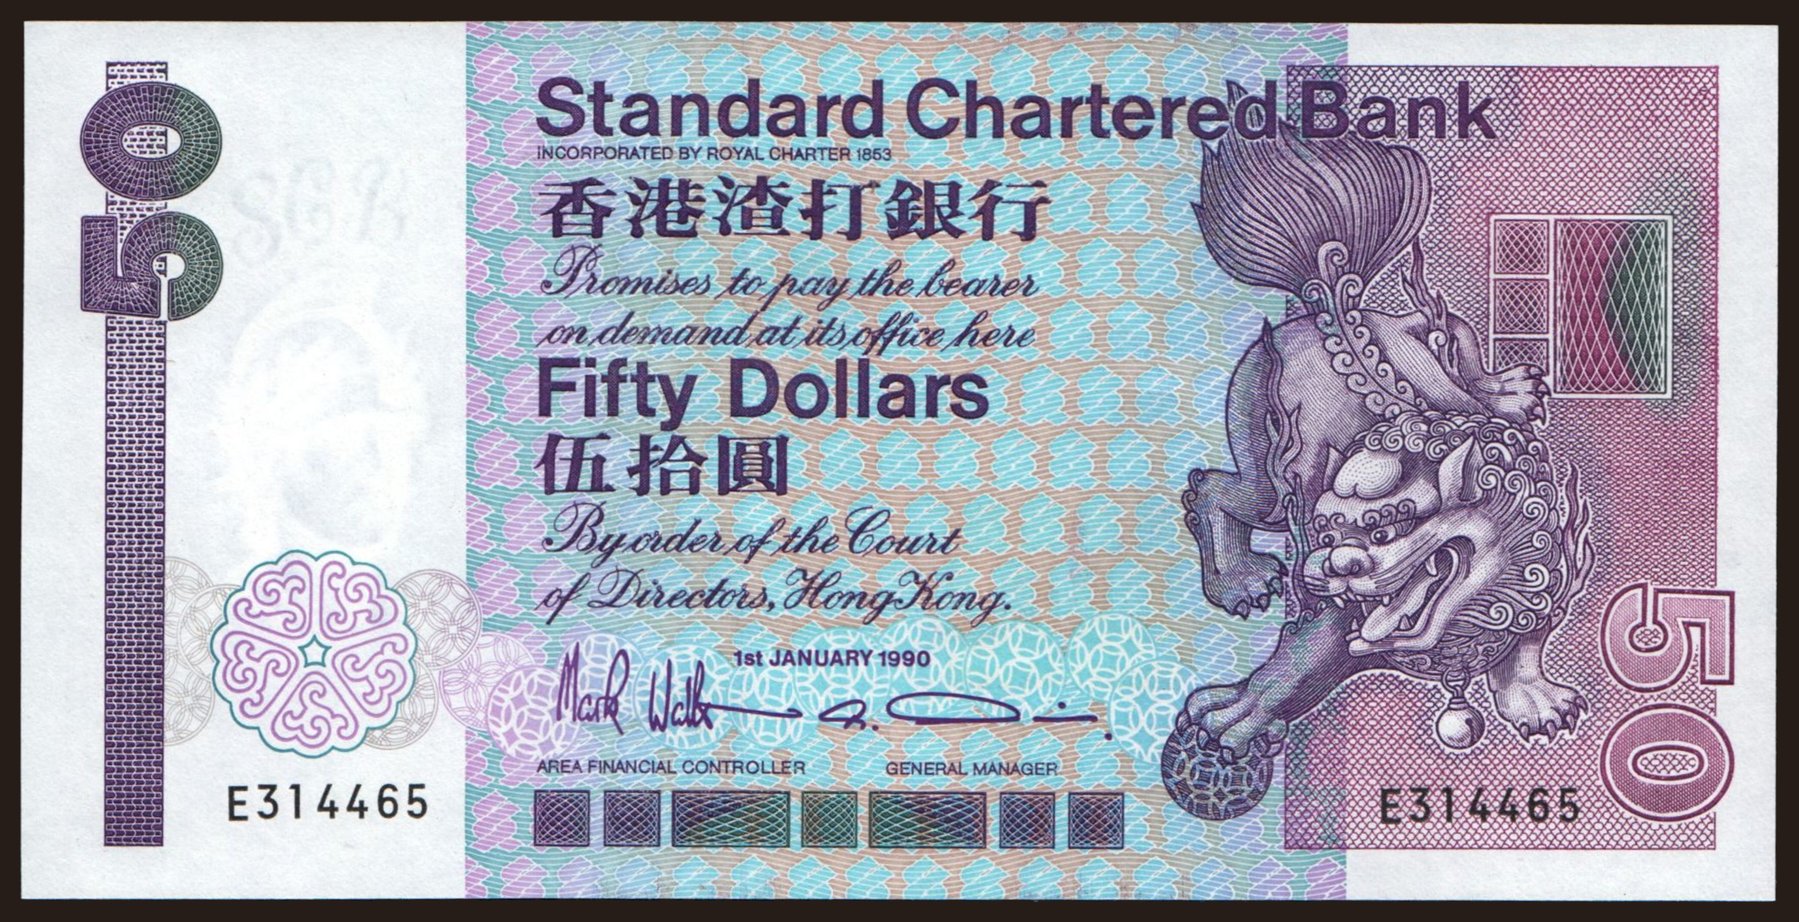 50
Standard Chartered Bank
INCORPORATED BY ROYAL CHARTER 1853
香港渣打銀行
Promises to pay the bearer
on demand at its office here
Fifty Dollars
伍拾圓
By order of the Court
of Directors, Hong Kong.
1st JANUARY 1990
AREA FINANCIAL CONTROLLER
GENERAL MANAGER
E314465
E314465
50